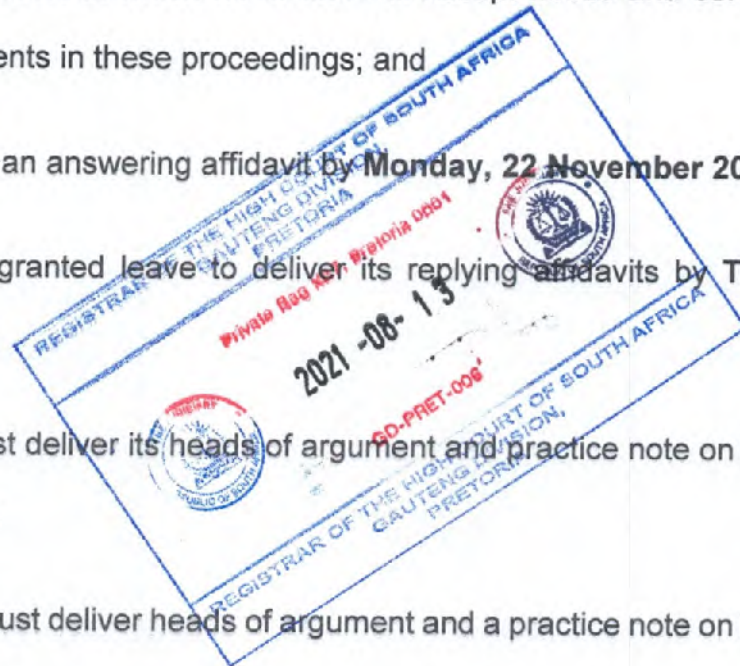 ents in these proceedings; and
an answering affidavit by Monday, 22 November 20
granted leave to deliver its replying affidavits by T
st deliver its heads of argument and practice note on
ust deliver heads of argument and a practice note on
REGISTRAR OF THE HIGH COURT OF SOUTH AFRICA
GAUTENG DIVISION,
PRETORIA
Private Bag Pretoria 0001
2021 -08- 13
GD-PRET-006
REPUBLIC OF SOUTH
REGISTRAR OF THE HIGH COURT OF SOUTH AFRICA
GAUTENG DIVISION,
PRETORIA